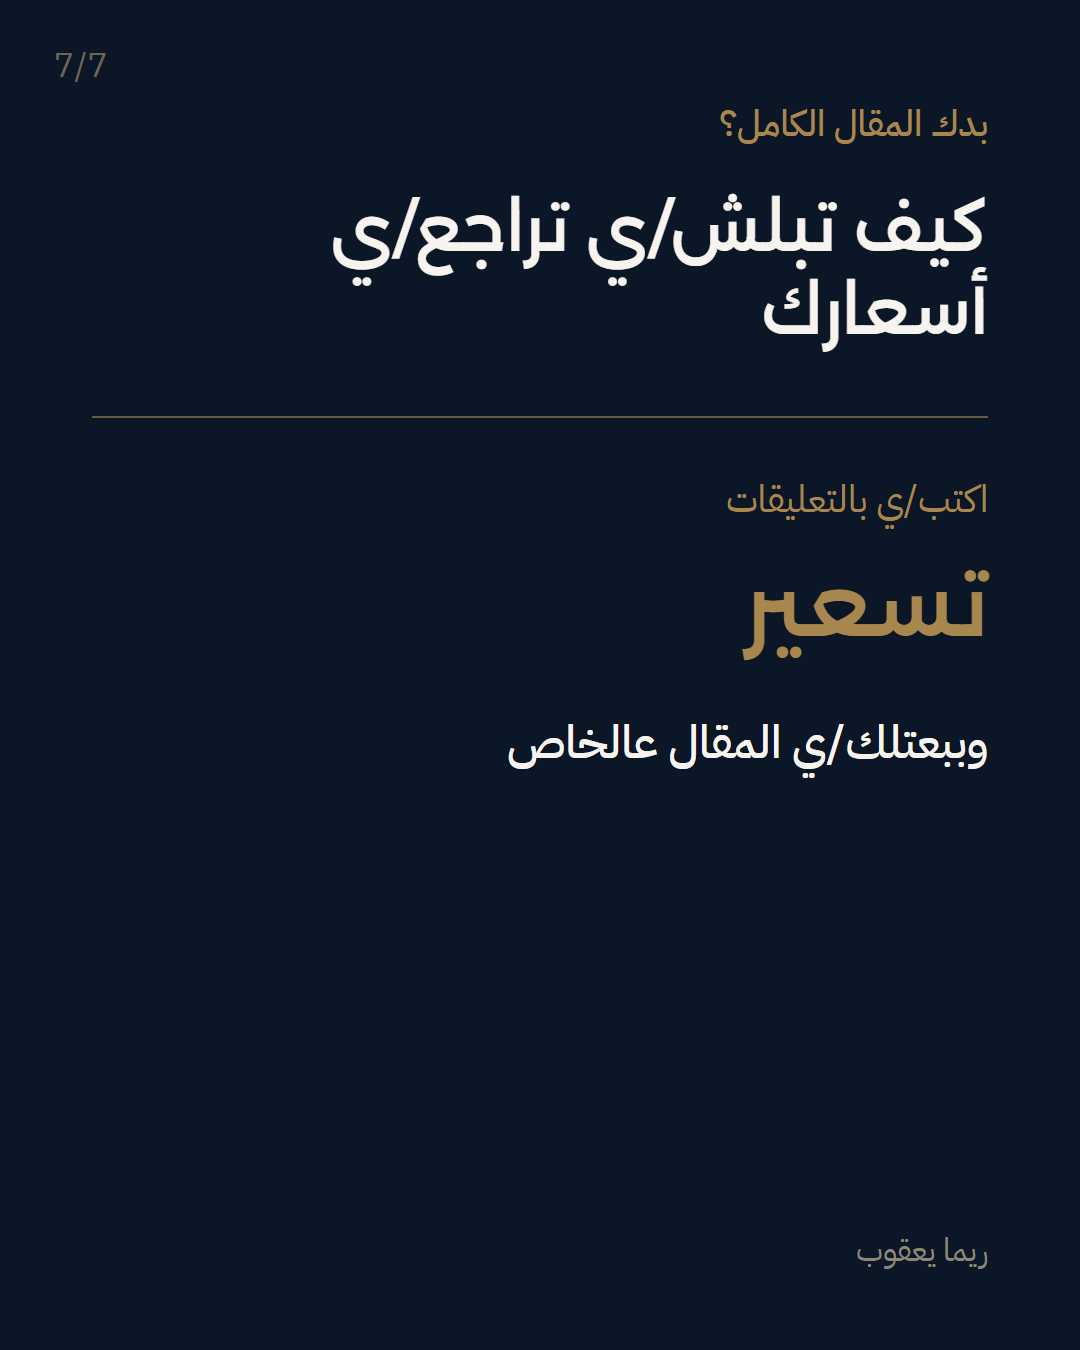 7/7
بدك المقال الكامل؟
كيف تبلش/ي تراجع/ي
أسعارك
اكتب/ي بالتعليقات
تسعير
وببعتلك/ي المقال عالخاص
ريما يعقوب